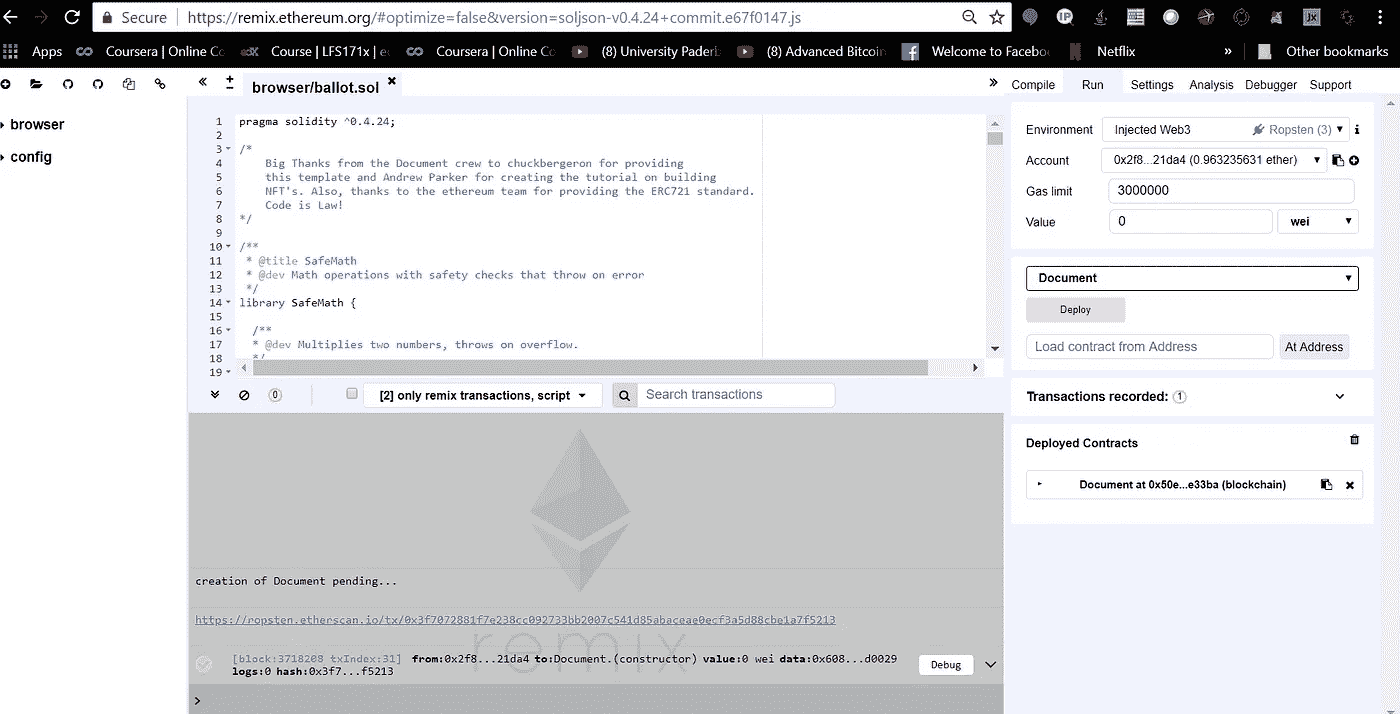 Secure https://remix.ethereum.org/#optimize=false&version=soljson-v0.4.24+commit.e67f0147.js
Apps Coursera | Online Co Course | LFS171x | e Coursera | Online Co (8) University Paderb (8) Advanced Bitcoin Welcome to Facebo Netflix » Other bookmarks
browser/ballot.sol
Compile Run Settings Analysis Debugger Support
browser
config
1 pragma solidity ^0.4.24;
2
3 /*
4 Big Thanks from the Document crew to chuckbergeron for providing
5 this template and Andrew Parker for creating the tutorial on building
6 NFT's. Also, thanks to the ethereum team for providing the ERC721 standard.
7 Code is Law!
8 */
9
10 /**
11 * @title SafeMath
12 * @dev Math operations with safety checks that throw on error
13 */
14 library SafeMath {
15
16 /**
17 * @dev Multiplies two numbers, throws on overflow.
18 */
19
Environment Injected Web3 Ropsten (3)
Account 0x2f8...21da4 (0.963235631 ether)
Gas limit 3000000
Value 0 wei
Document
Deploy
Load contract from Address At Address
Transactions recorded: 1
Deployed Contracts
Document at 0x50e...e33ba (blockchain)
0 [2] only remix transactions, script Search transactions
creation of Document pending...
https://ropsten.etherscan.io/tx/0x3f7072881f7e238cc092733bb2007c541d85abaceae0ecf3a5d88cbe1a7f5213
remix
[block:3718208 txIndex:31] from:0x2f8...21da4 to:Document.(constructor) value:0 wei data:0x608...d0029
logs:0 hash:0x3f7...f5213
Debug
>